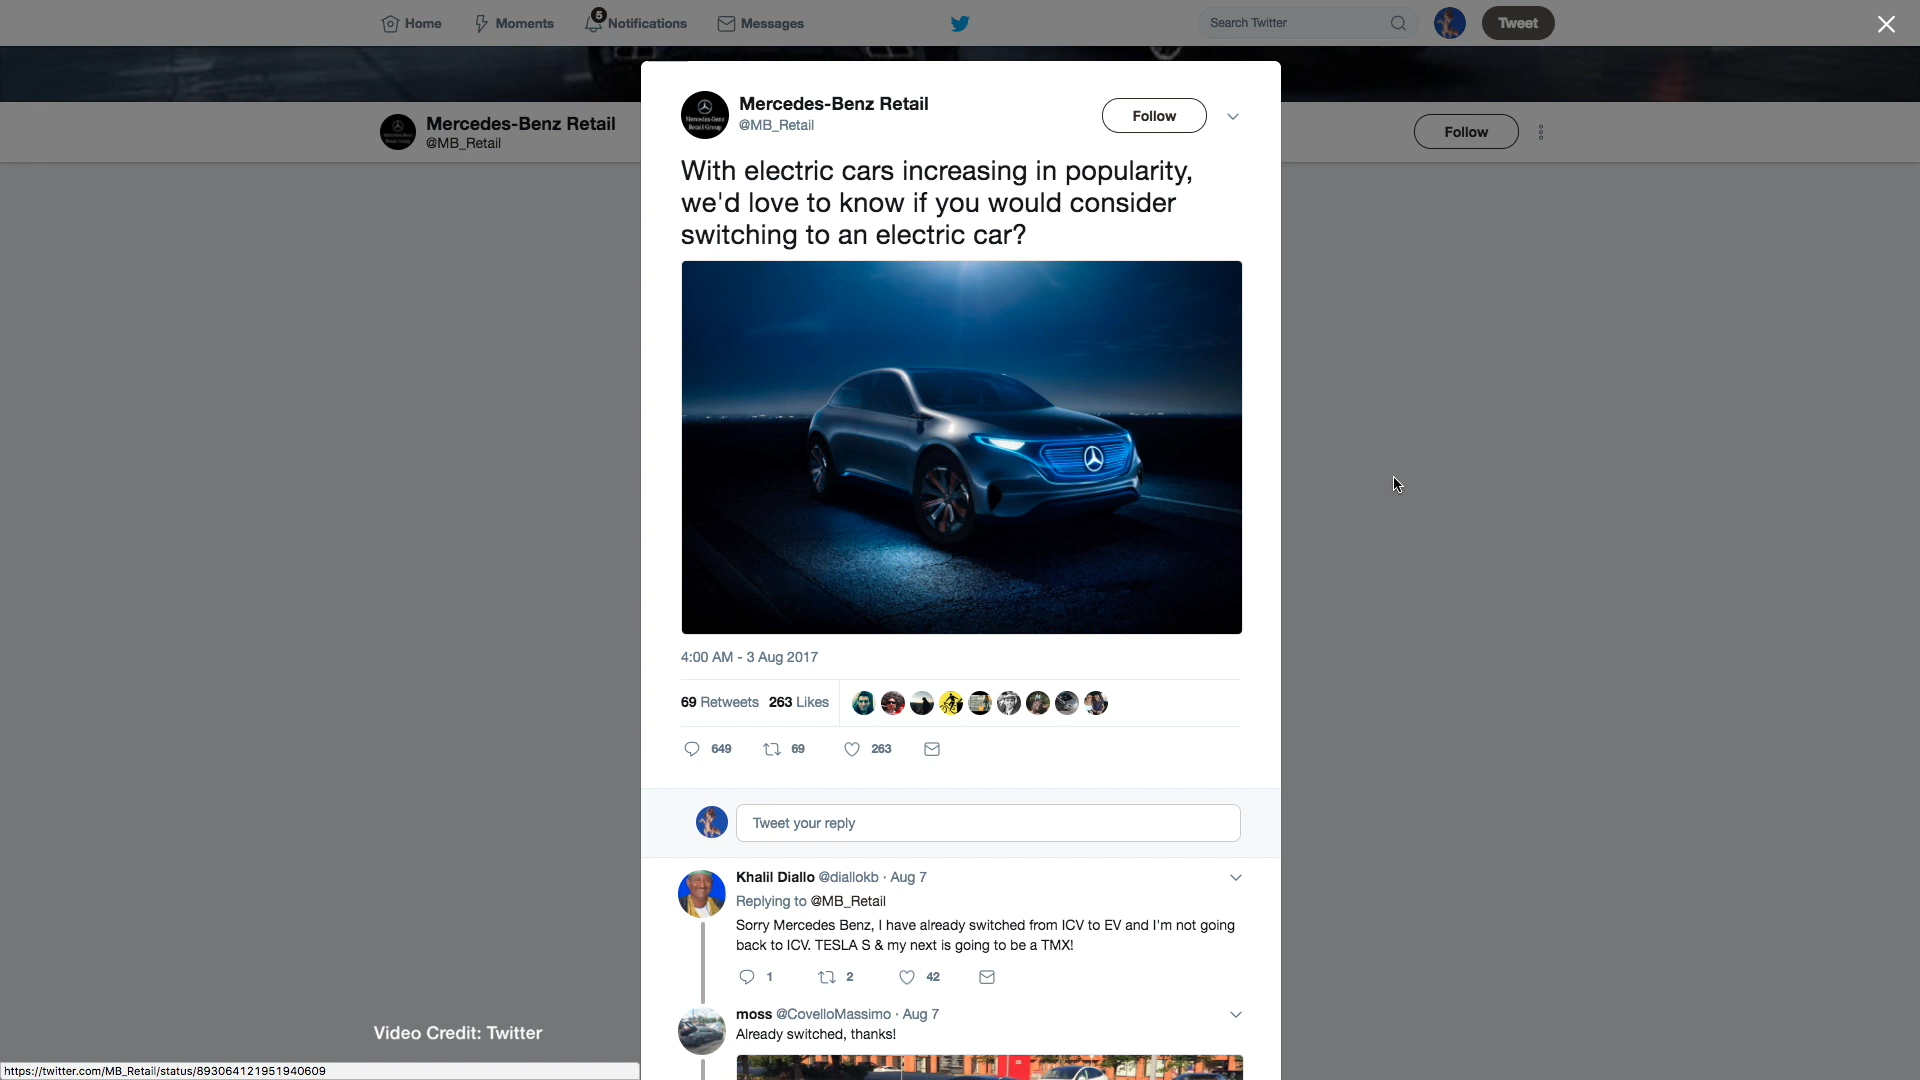 Home
Moments
5
Notifications
Messages
Search Twitter
Tweet
Mercedes-Benz Retail
@MB_Retail
Follow
Mercedes-Benz Retail
@MB_Retail
Follow
With electric cars increasing in popularity,
we'd love to know if you would consider
switching to an electric car?
4:00 AM - 3 Aug 2017
69 Retweets 263 Likes
649 69 263
Tweet your reply
Khalil Diallo @diallokb · Aug 7
Replying to @MB_Retail
Sorry Mercedes Benz, I have already switched from ICV to EV and I'm not going
back to ICV. TESLA S & my next is going to be a TMX!
1 2 42
moss @CovelloMassimo · Aug 7
Already switched, thanks!
Video Credit: Twitter
https://twitter.com/MB_Retail/status/893064121951940609